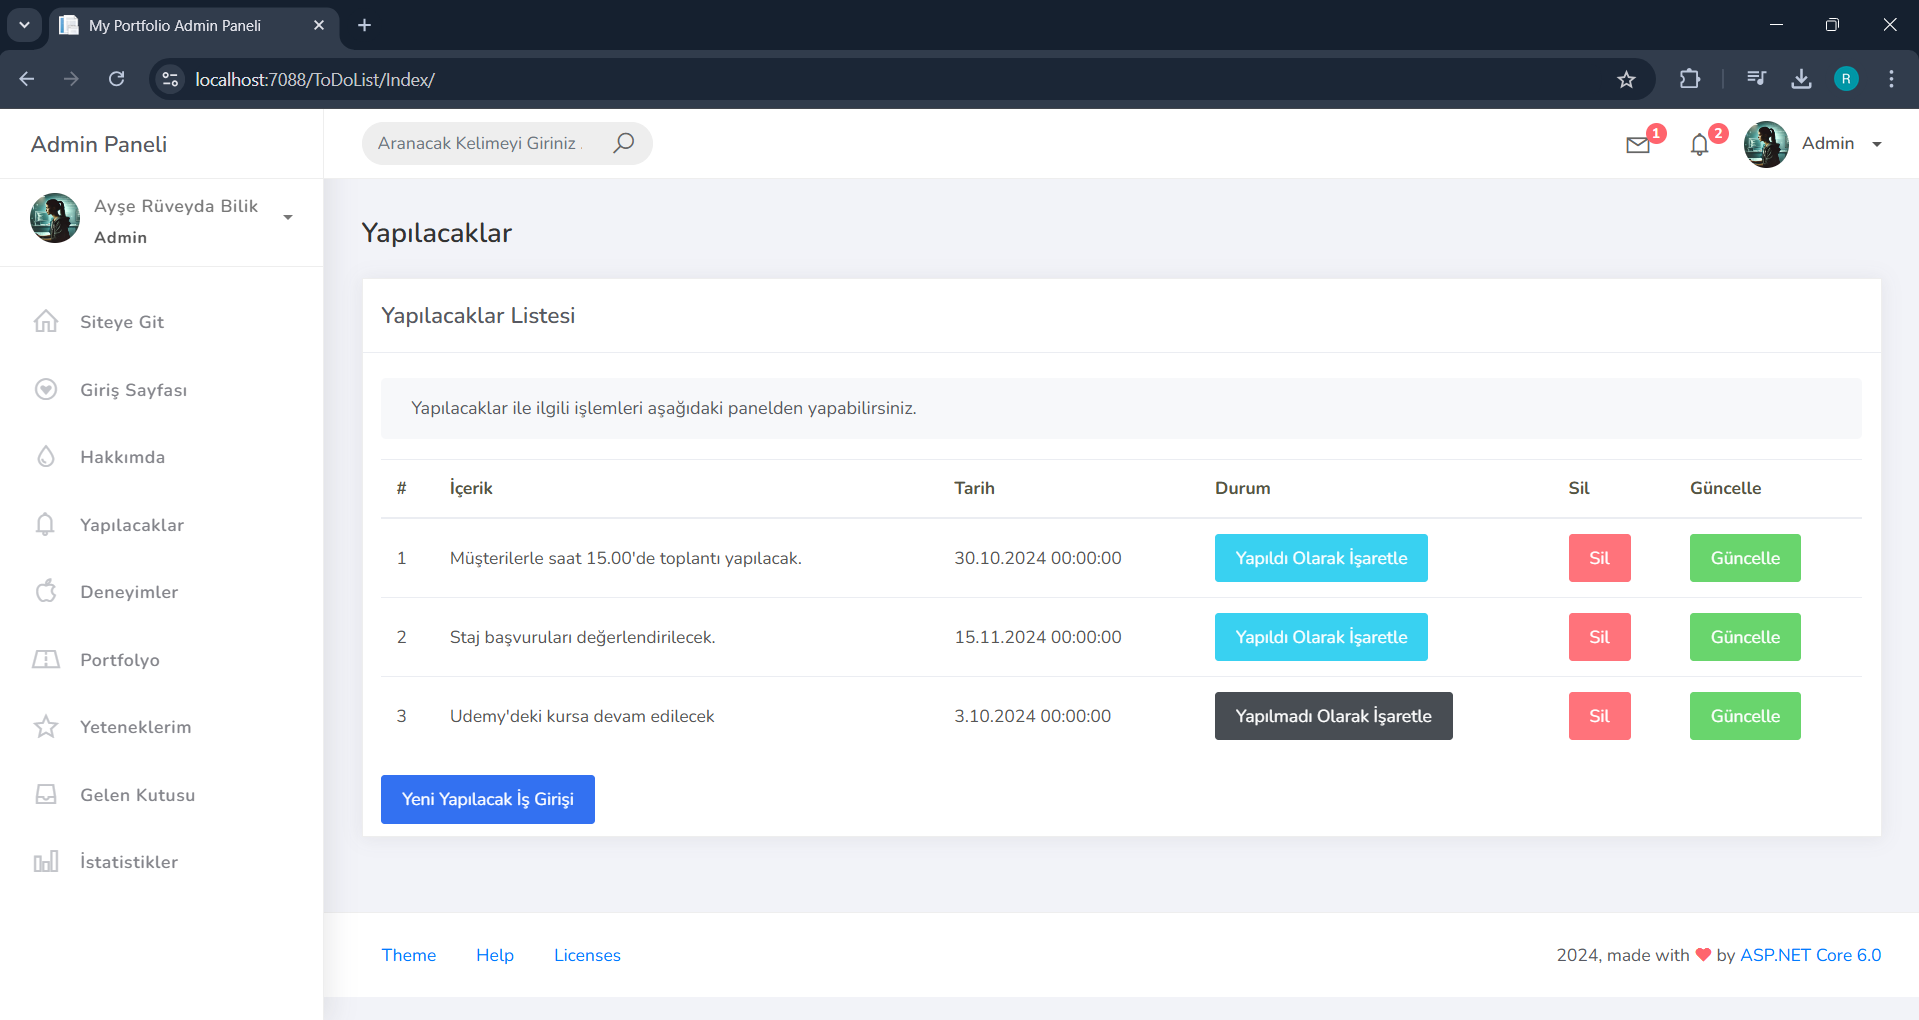 My Portfolio Admin Paneli
localhost:7088/ToDoList/Index/
R
Admin Paneli
Aranacak Kelimeyi Giriniz .
1
2
Admin
Ayşe Rüveyda Bilik
Admin
Siteye Git
Giriş Sayfası
Hakkımda
Yapılacaklar
Deneyimler
Portfolyo
Yeteneklerim
Gelen Kutusu
İstatistikler
Yapılacaklar
Yapılacaklar Listesi
Yapılacaklar ile ilgili işlemleri aşağıdaki panelden yapabilirsiniz.
# İçerik Tarih Durum Sil Güncelle
1 Müşterilerle saat 15.00'de toplantı yapılacak. 30.10.2024 00:00:00 Yapıldı Olarak İşaretle Sil Güncelle
2 Staj başvuruları değerlendirilecek. 15.11.2024 00:00:00 Yapıldı Olarak İşaretle Sil Güncelle
3 Udemy'deki kursa devam edilecek 3.10.2024 00:00:00 Yapılmadı Olarak İşaretle Sil Güncelle
Yeni Yapılacak İş Girişi
Theme Help Licenses
2024, made with ❤ by ASP.NET Core 6.0